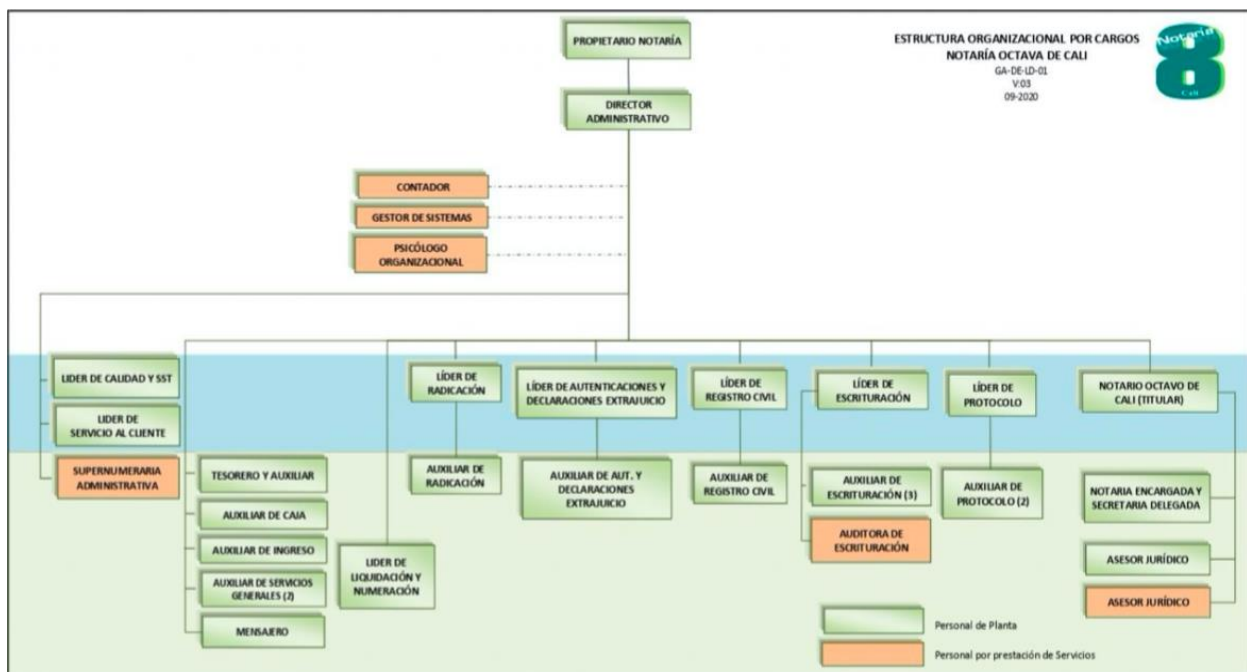 PROPIETARIO NOTARÍA
ESTRUCTURA ORGANIZACIONAL POR CARGOS
NOTARÍA OCTAVA DE CALI
GA-DE-LD-01
V:03
09-2020
Notaría
8
Cali
DIRECTOR
ADMINISTRATIVO
CONTADOR
GESTOR DE SISTEMAS
PSICÓLOGO
ORGANIZACIONAL
LIDER DE CALIDAD Y SST
LIDER DE
SERVICIO AL CLIENTE
SUPERNUMERARIA
ADMINISTRATIVA
TESORERO Y AUXILIAR
AUXILIAR DE CAJA
AUXILIAR DE INGRESO
AUXILIAR DE SERVICIOS
GENERALES (2)
MENSAJERO
LIDER DE
LIQUIDACIÓN Y
NUMERACIÓN
LÍDER DE
RADICACIÓN
AUXILIAR DE
RADICACIÓN
LÍDER DE AUTENTICACIONES Y
DECLARACIONES EXTRAJUICIO
AUXILIAR DE AUT. Y
DECLARACIONES
EXTRAJUICIO
LÍDER DE
REGISTRO CIVIL
AUXILIAR DE
REGISTRO CIVIL
LÍDER DE
ESCRITURACIÓN
AUXILIAR DE
ESCRITURACIÓN (3)
AUDITORA DE
ESCRITURACIÓN
LÍDER DE
PROTOCOLO
AUXILIAR DE
PROTOCOLO (2)
NOTARIO OCTAVO DE
CALI (TITULAR)
NOTARIA ENCARGADA Y
SECRETARIA DELEGADA
ASESOR JURÍDICO
ASESOR JURÍDICO
Personal de Planta
Personal por prestación de Servicios